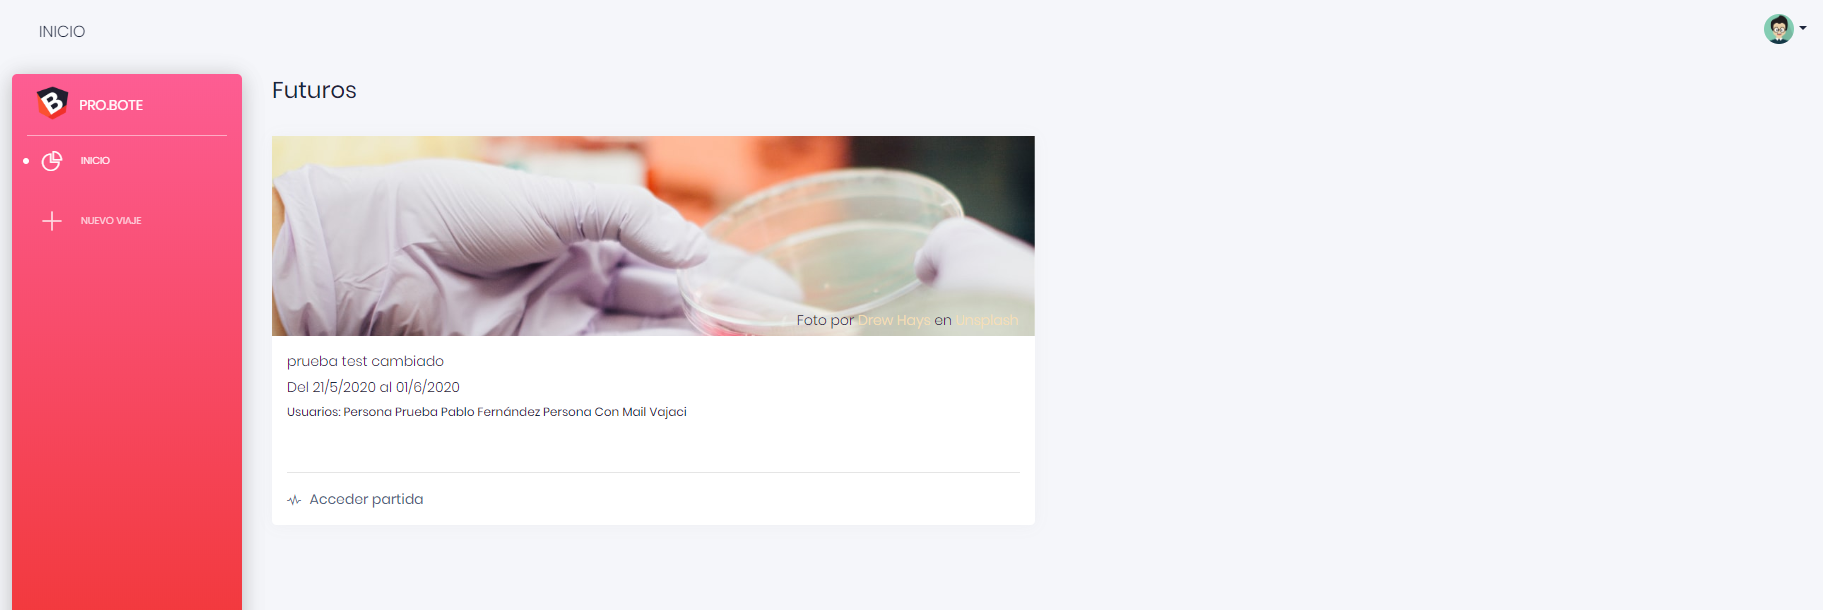 INICIO
PRO.BOTE
INICIO
NUEVO VIAJE
Futuros
Foto por Drew Hays en Unsplash
prueba test cambiado
Del 21/5/2020 al 01/6/2020
Usuarios: Persona Prueba Pablo Fernández Persona Con Mail Vajaci
Acceder partida